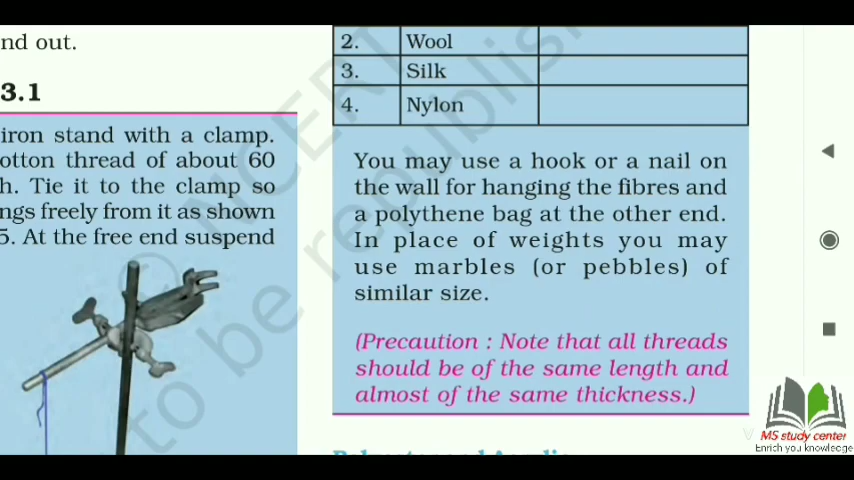 nd out.
3.1
iron stand with a clamp.
otton thread of about 60
h. Tie it to the clamp so
ngs freely from it as shown
5. At the free end suspend
2. Wool
3. Silk
4. Nylon
You may use a hook or a nail on
the wall for hanging the fibres and
a polythene bag at the other end.
In place of weights you may
use marbles (or pebbles) of
similar size.
(Precaution : Note that all threads
should be of the same length and
almost of the same thickness.)
© NCERT
to be republish
MS study center
Enrich you knowledge